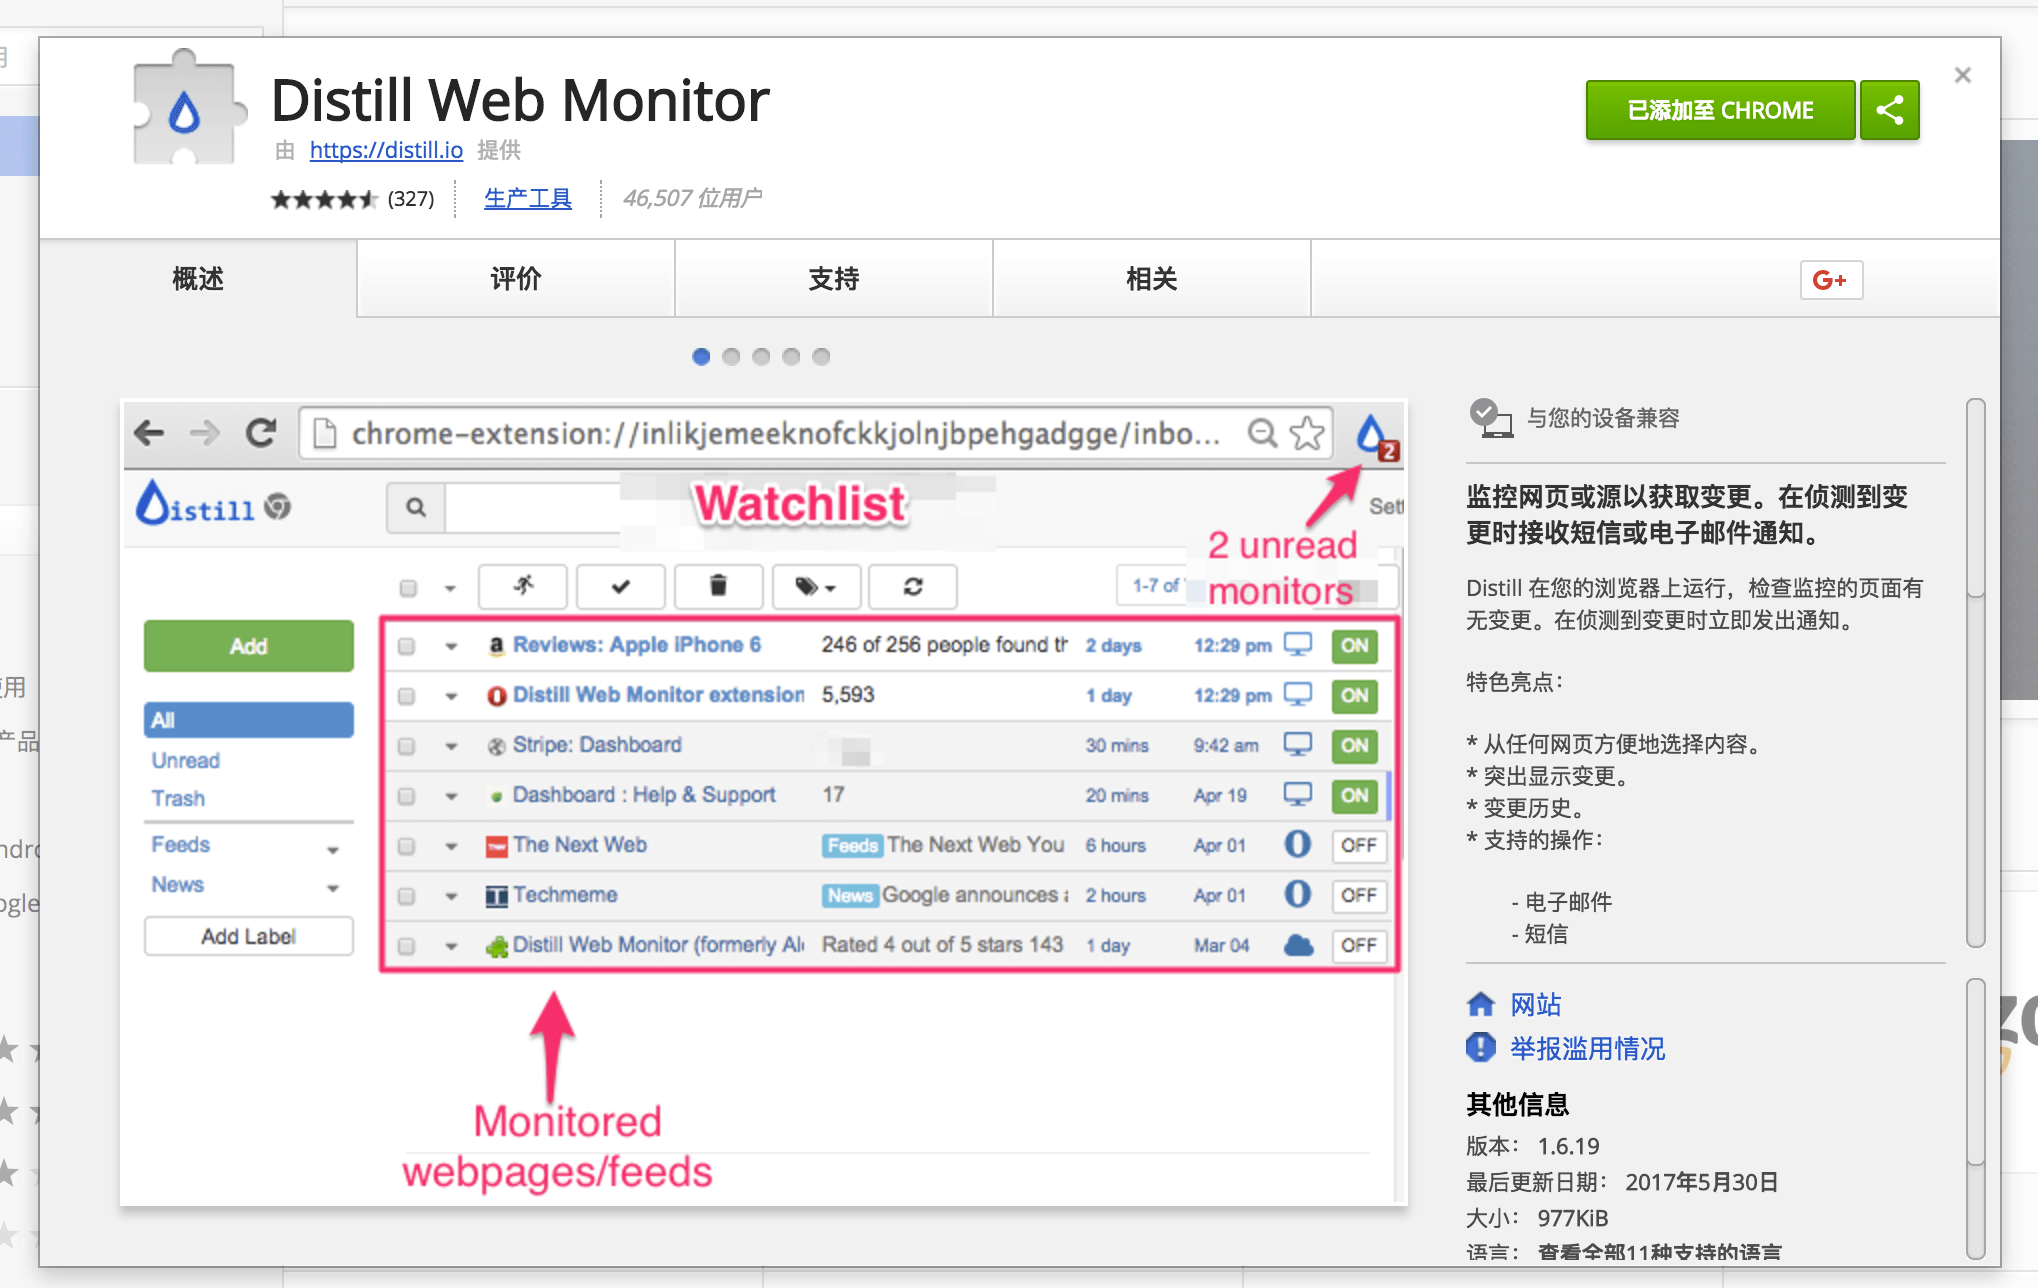 Distill Web Monitor
由 https://distill.io 提供
(327) 生产工具 46,507 位用户
已添加至 CHROME
概述 评价 支持 相关
G+
chrome-extension://inlikjemeeknofckkjolnjbpehgadgge/inbo...
2
istill
Watchlist
Sett
2 unread
monitors
1-7 of
Add
All
Unread
Trash
Feeds
News
Add Label
Reviews: Apple iPhone 6 246 of 256 people found th 2 days 12:29 pm ON
Distill Web Monitor extension 5,593 1 day 12:29 pm ON
Stripe: Dashboard 30 mins 9:42 am ON
Dashboard : Help & Support 17 20 mins Apr 19 ON
The Next Web Feeds The Next Web You 6 hours Apr 01 OFF
Techmeme News Google announces a 2 hours Apr 01 OFF
Distill Web Monitor (formerly Al Rated 4 out of 5 stars 143 1 day Mar 04 OFF
Monitored
webpages/feeds
与您的设备兼容
监控网页或源以获取变更。在侦测到变
更时接收短信或电子邮件通知。
Distill 在您的浏览器上运行，检查监控的页面有
无变更。在侦测到变更时立即发出通知。
特色亮点：
* 从任何网页方便地选择内容。
* 突出显示变更。
* 变更历史。
* 支持的操作：
- 电子邮件
- 短信
网站
举报滥用情况
其他信息
版本： 1.6.19
最后更新日期： 2017年5月30日
大小： 977KiB
语言： 查看全部11种支持的语言